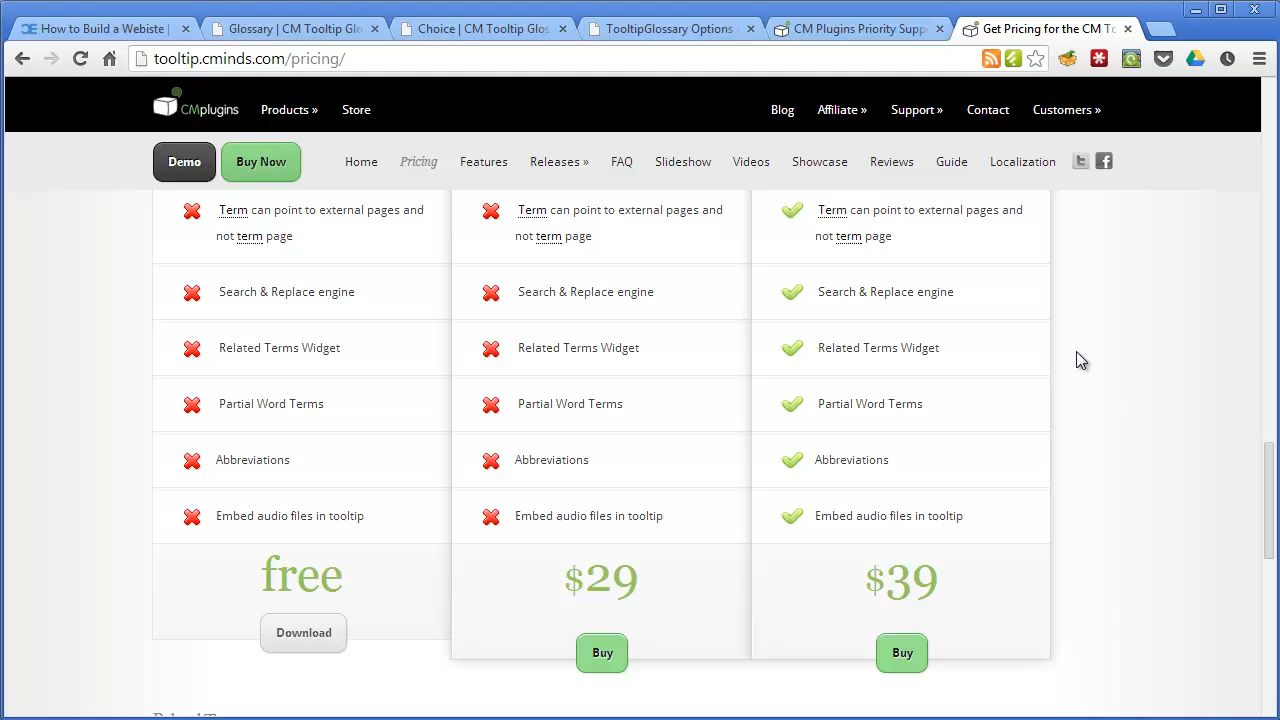 How to Build a Webiste |
Glossary | CM Tooltip Glo
Choice | CM Tooltip Glos
TooltipGlossary Options
CM Plugins Priority Supp
Get Pricing for the CM To
tooltip.cminds.com/pricing/
CMplugins
Products »
Store
Blog
Affiliate »
Support »
Contact
Customers »
Demo
Buy Now
Home
Pricing
Features
Releases »
FAQ
Slideshow
Videos
Showcase
Reviews
Guide
Localization
Term can point to external pages and
not term page
Term can point to external pages and
not term page
Term can point to external pages and
not term page
Search & Replace engine
Search & Replace engine
Search & Replace engine
Related Terms Widget
Related Terms Widget
Related Terms Widget
Partial Word Terms
Partial Word Terms
Partial Word Terms
Abbreviations
Abbreviations
Abbreviations
Embed audio files in tooltip
Embed audio files in tooltip
Embed audio files in tooltip
free
$29
$39
Download
Buy
Buy